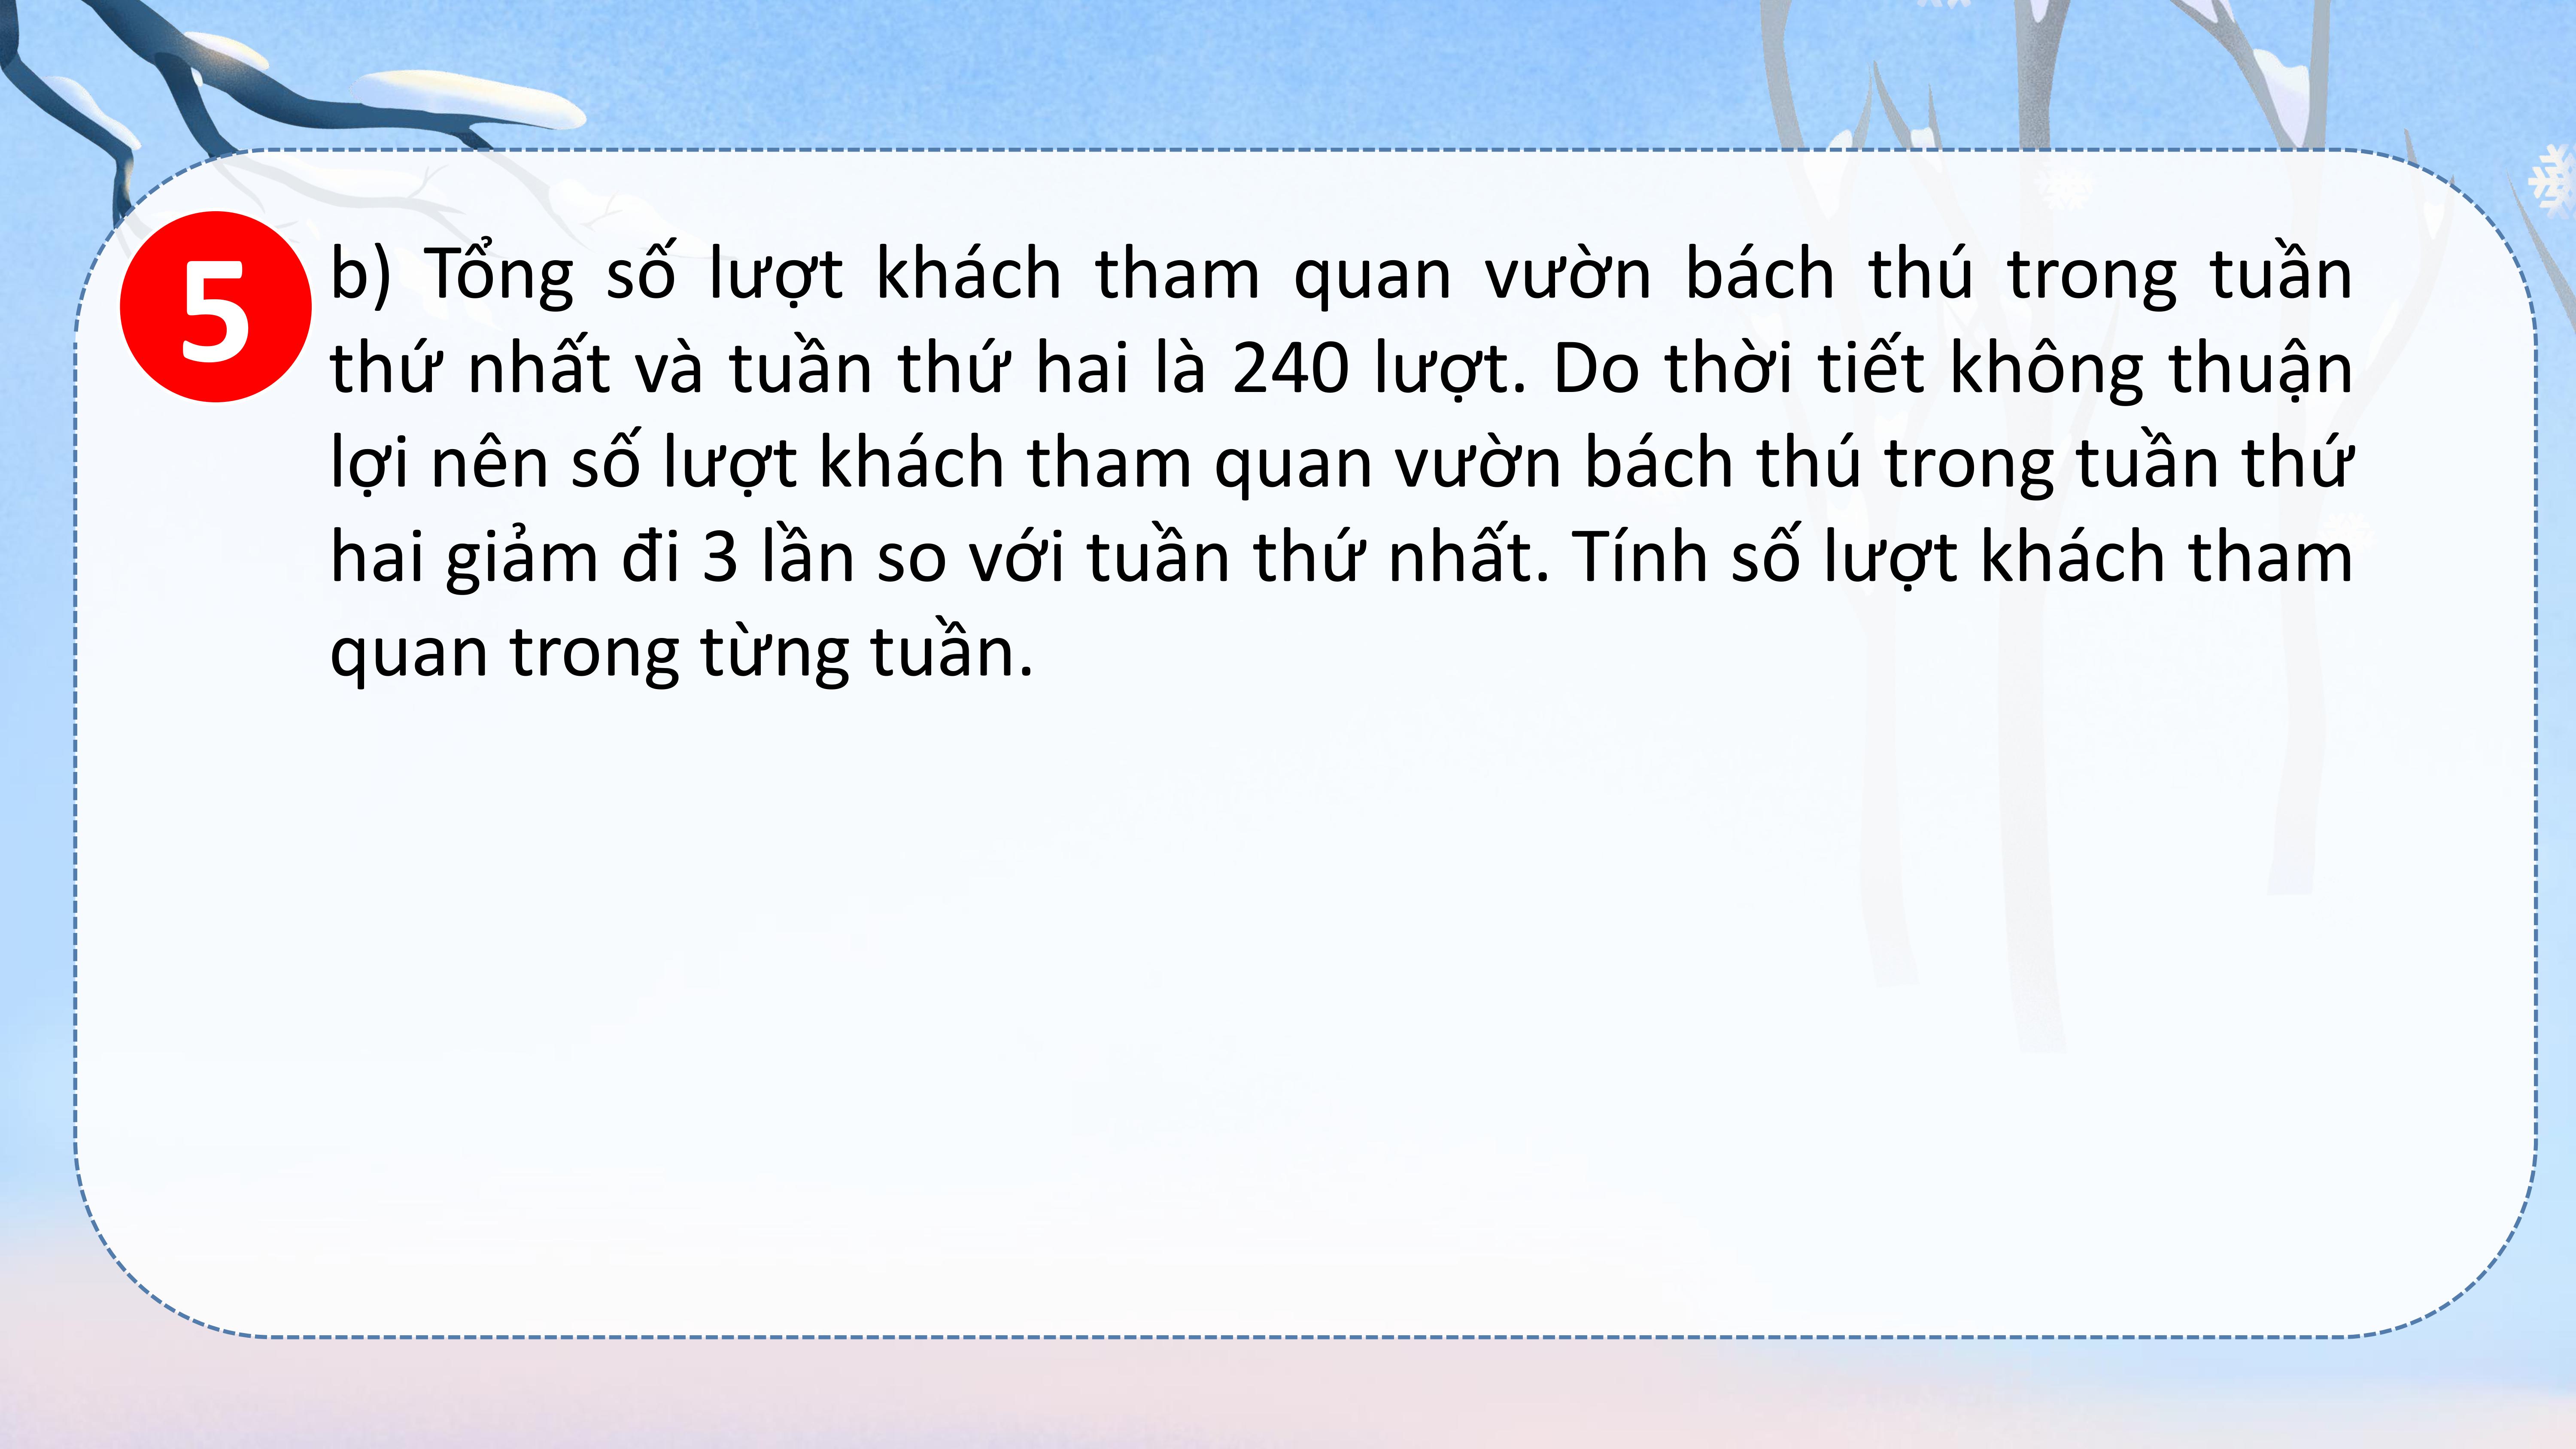 5
b) Tổng số lượt khách tham quan vườn bách thú trong tuần
thứ nhất và tuần thứ hai là 240 lượt. Do thời tiết không thuận
lợi nên số lượt khách tham quan vườn bách thú trong tuần thứ
hai giảm đi 3 lần so với tuần thứ nhất. Tính số lượt khách tham
quan trong từng tuần.